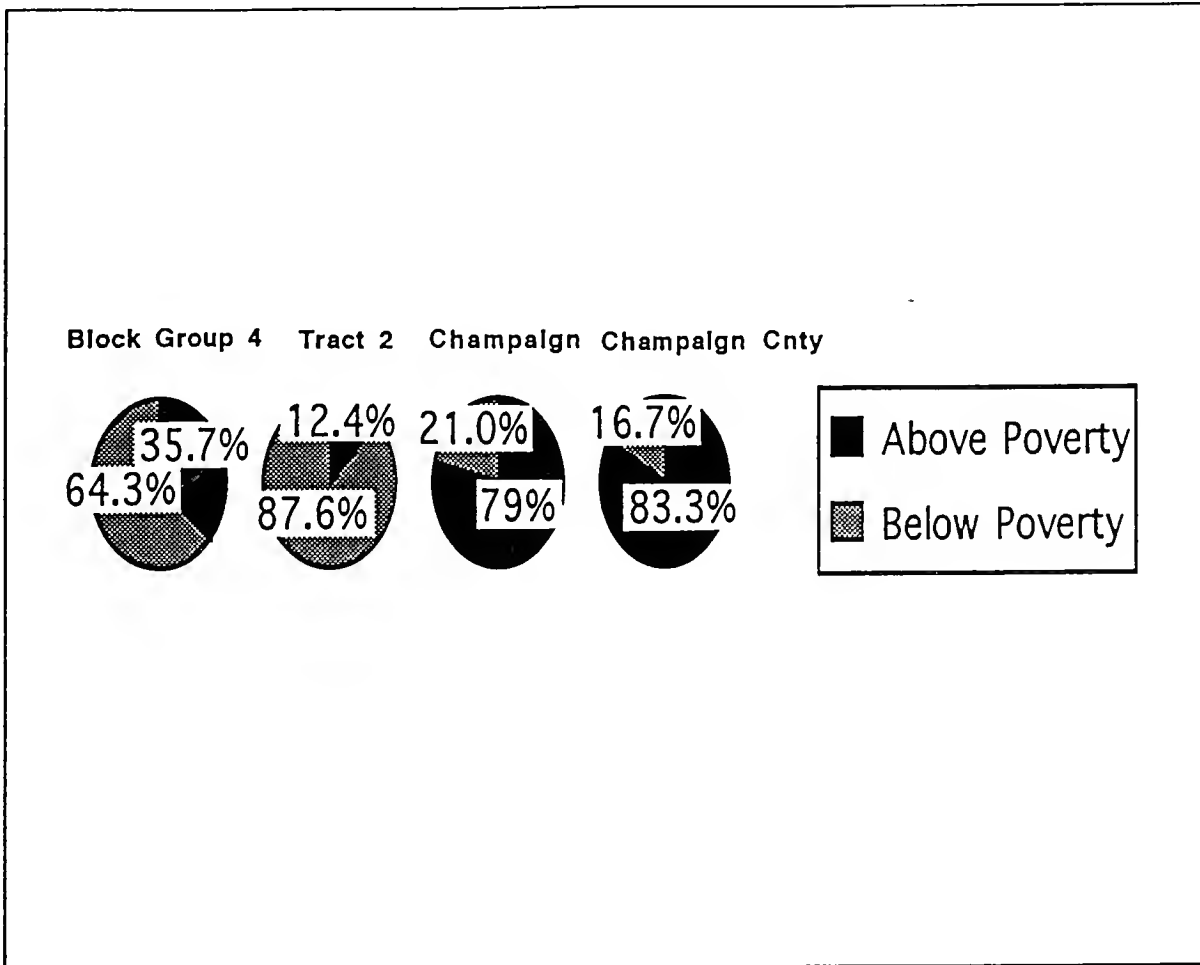 Block Group 4 Tract 2 Champaign Champaign Cnty
35.7%
64.3%
12.4%
87.6%
21.0%
79%
16.7%
83.3%
Above Poverty
Below Poverty